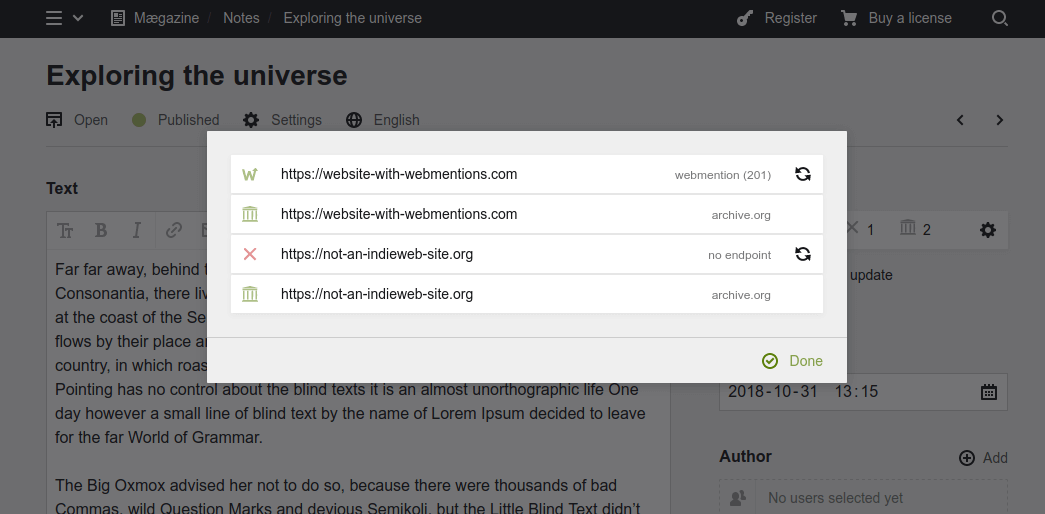 Mægazine / Notes / Exploring the universe
Register
Buy a license
Exploring the universe
Open
Published
Settings
English
Text
https://website-with-webmentions.com webmention (201)
https://website-with-webmentions.com archive.org
https://not-an-indieweb-site.org no endpoint
https://not-an-indieweb-site.org archive.org
Done
TT B I
1 2
update
Far far away, behind
Consonantia, there
at the coast of the Se
flows by their place
country, in which roas
Pointing has no control about the blind texts it is an almost unorthographic life One
day however a small line of blind text by the name of Lorem Ipsum decided to leave
for the far World of Grammar.
The Big Oxmox advised her not to do so, because there were thousands of bad
Commas, wild Question Marks and devious Semikoli, but the Little Blind Text didn't
2018-10-31 13:15
Author
Add
No users selected yet